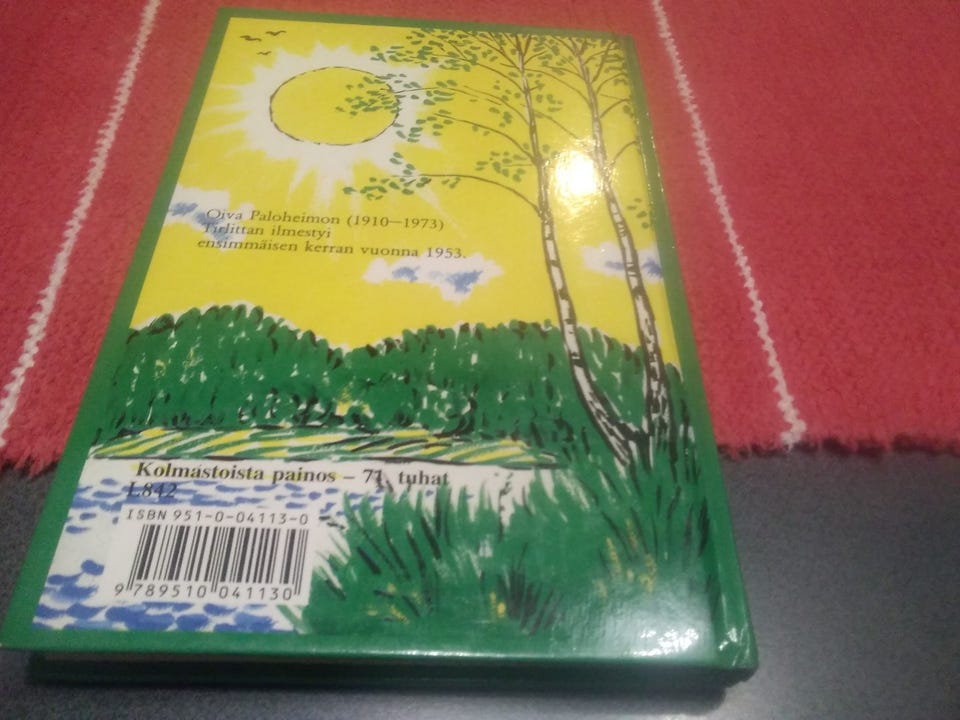 Oiva Paloheimon (1910—1973)
Tirlittan ilmestyi
ensimmäisen kerran vuonna 1953.
Kolmastoista painos – 71. tuhat
L842
ISBN 951-0-04113-0
9 789510 041130